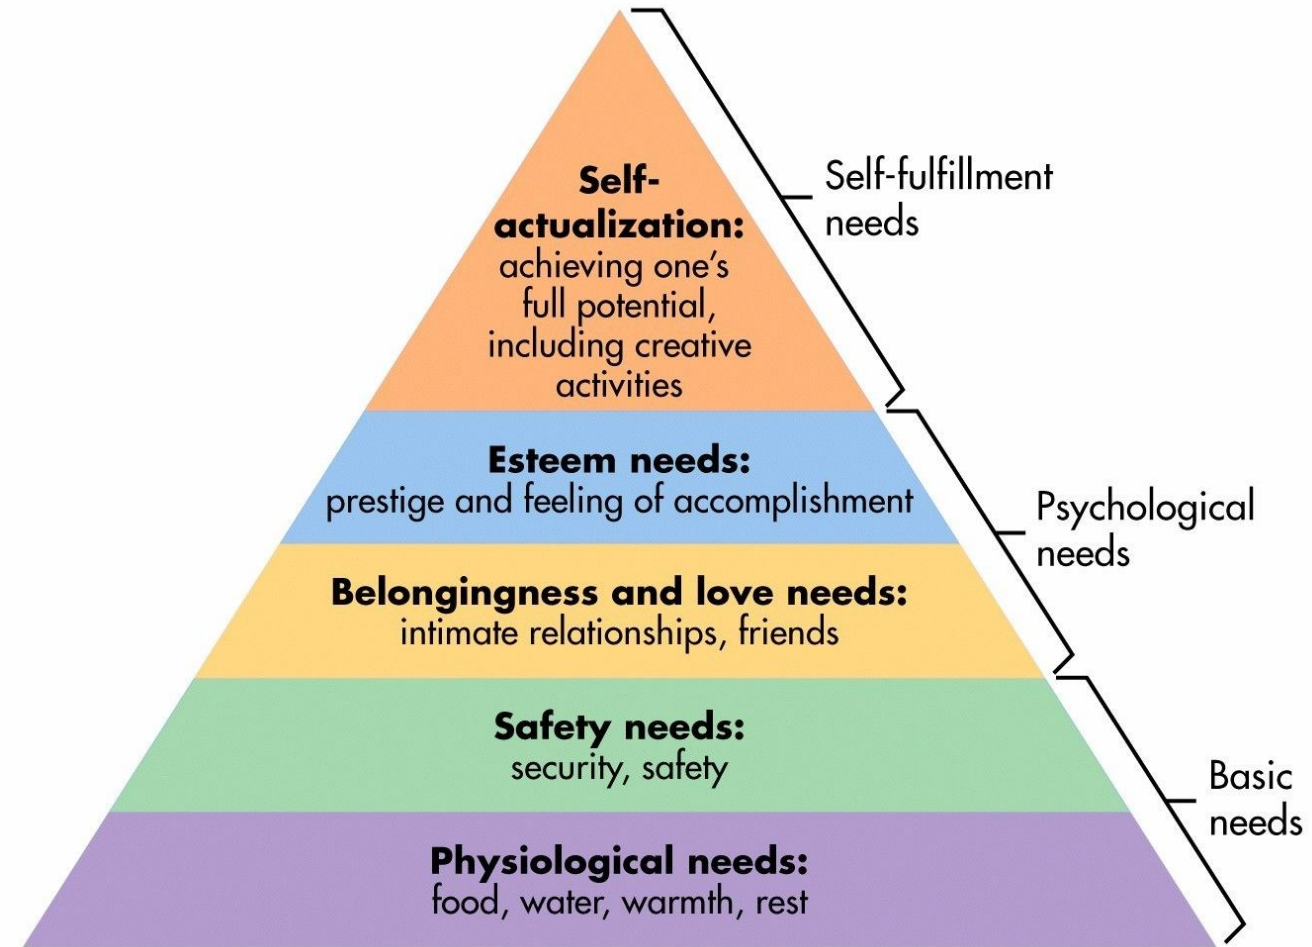 Self-
actualization:
achieving one's
full potential,
including creative
activities
Self-fulfillment
needs
Esteem needs:
prestige and feeling of accomplishment
Psychological
needs
Belongingness and love needs:
intimate relationships, friends
Safety needs:
security, safety
Basic
needs
Physiological needs:
food, water, warmth, rest